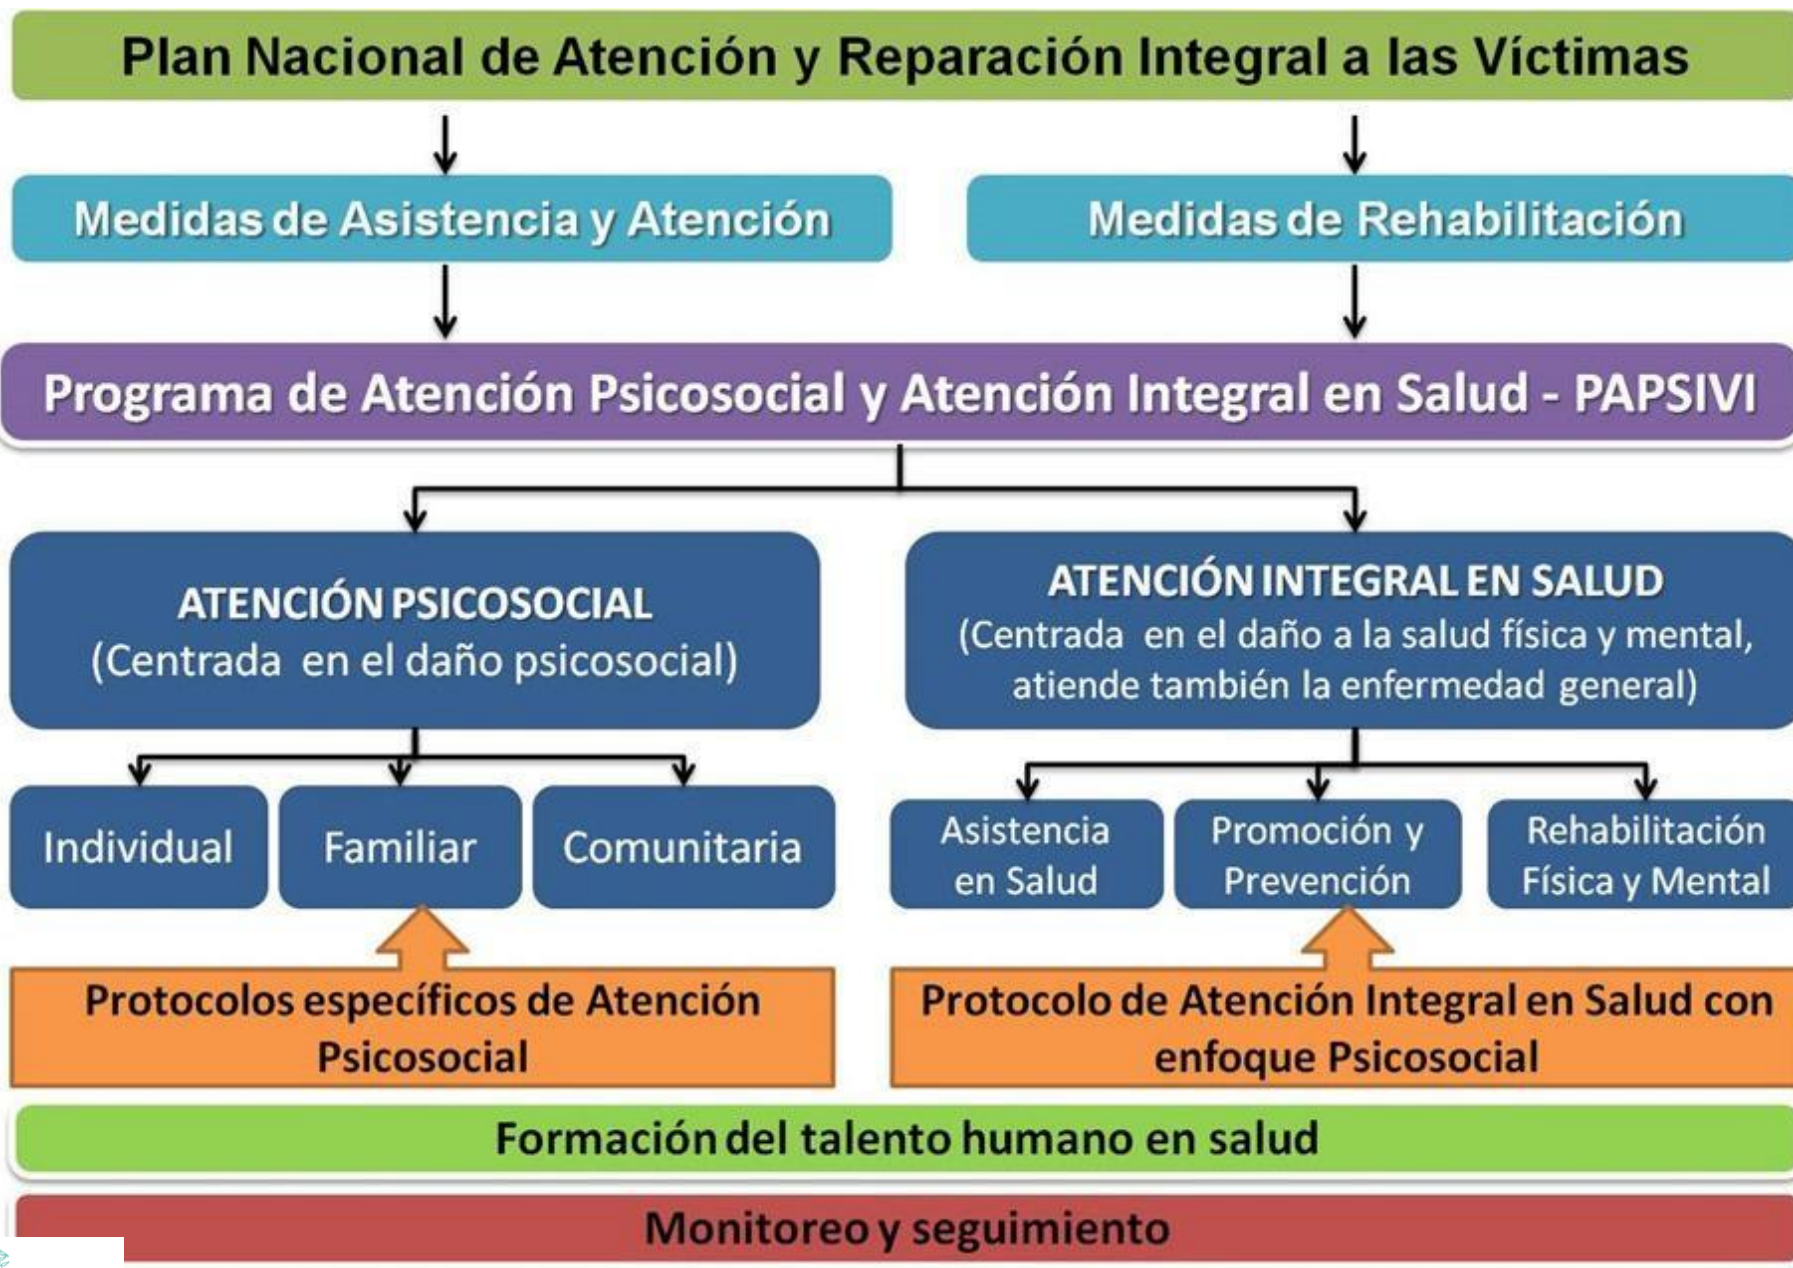 Plan Nacional de Atención y Reparación Integral a las Víctimas
Medidas de Asistencia y Atención
Medidas de Rehabilitación
Programa de Atención Psicosocial y Atención Integral en Salud - PAPSIVI
ATENCIÓN PSICOSOCIAL
(Centrada en el daño psicosocial)
ATENCIÓN INTEGRAL EN SALUD
(Centrada en el daño a la salud física y mental,
atiende también la enfermedad general)
Individual
Familiar
Comunitaria
Asistencia
en Salud
Promoción y
Prevención
Rehabilitación
Física y Mental
Protocolos específicos de Atención
Psicosocial
Protocolo de Atención Integral en Salud con
enfoque Psicosocial
Formación del talento humano en salud
Monitoreo y seguimiento